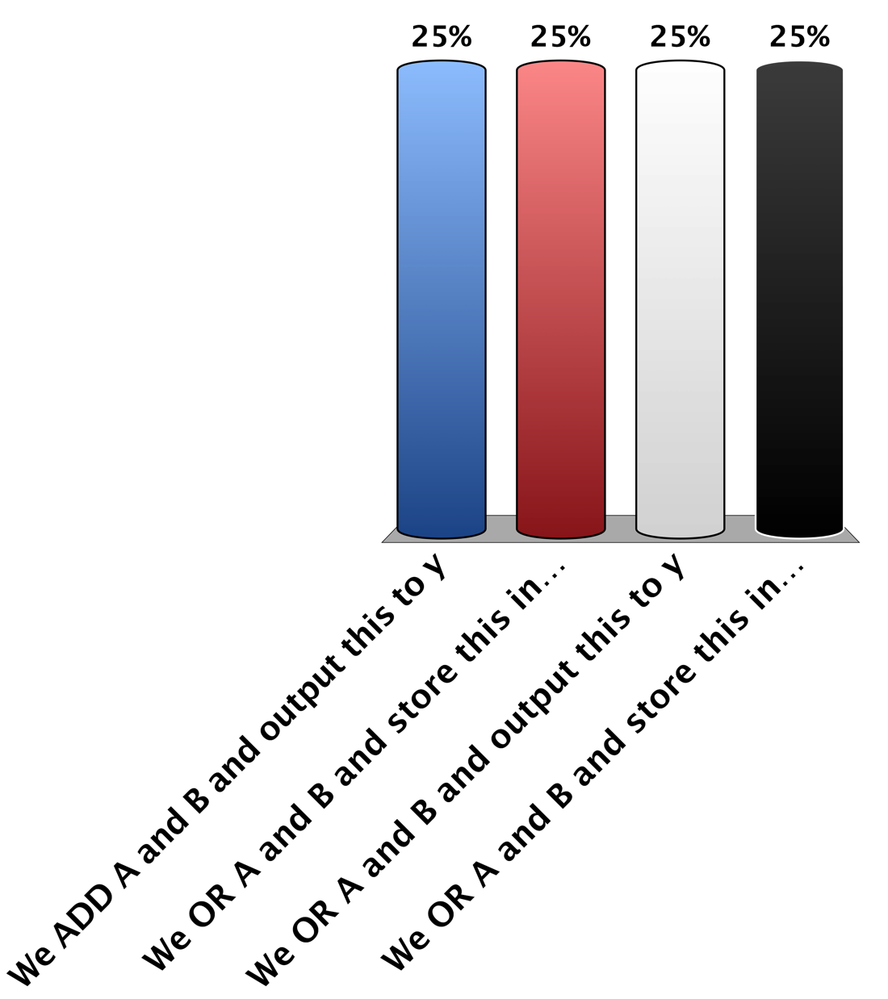 25% 25% 25% 25%
We ADD A and B and output this to y
We OR A and B and store this in…
We OR A and B and output this to y
We OR A and B and store this in…